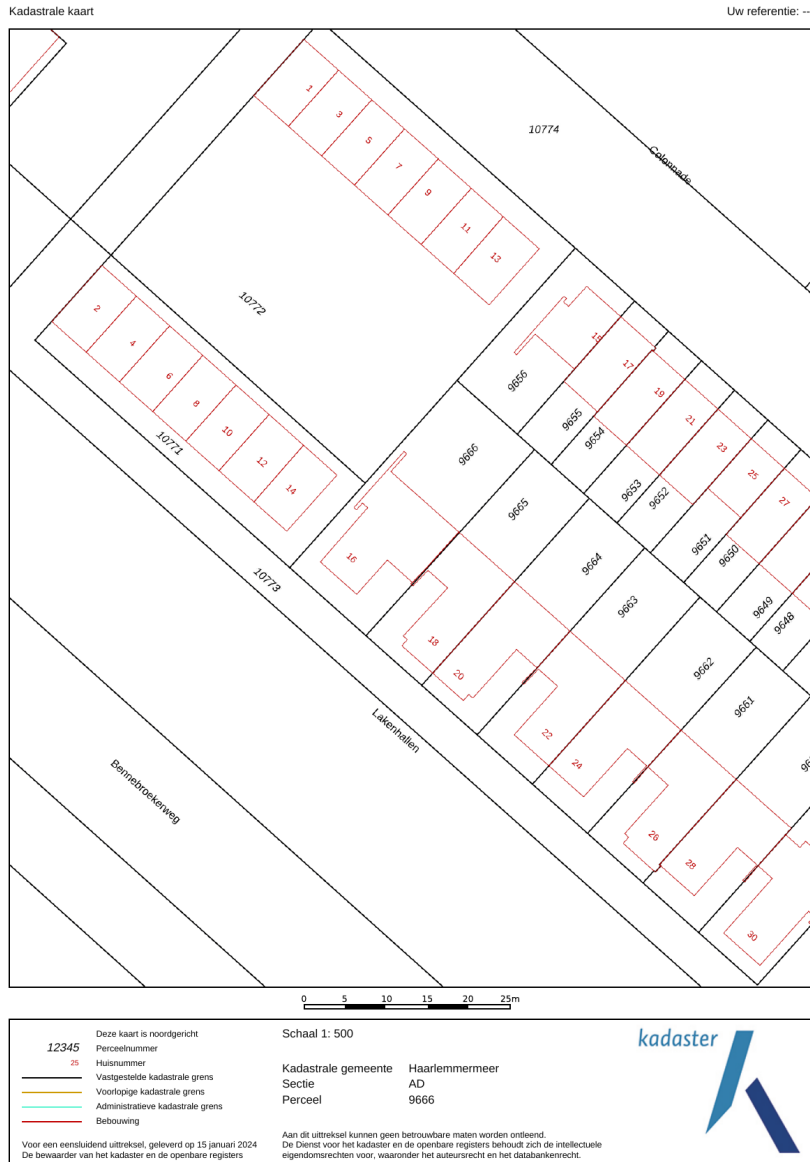 Kadastrale kaart
Uw referentie: --
10774
Colonnade
1
3
5
7
9
11
13
10772
2
4
6
8
10
12
14
10771
10773
15
17
19
21
23
25
27
9656
9655
9654
9653
9652
9651
9650
9649
9648
9666
9665
9664
9663
9662
9661
16
18
20
22
24
26
28
30
Lakenhallen
Bennebroekerweg
0 5 10 15 20 25m
Deze kaart is noordgericht
12345 Perceelnummer
25 Huisnummer
Vastgestelde kadastrale grens
Voorlopige kadastrale grens
Administratieve kadastrale grens
Bebouwing
Voor een eensluidend uittreksel, geleverd op 15 januari 2024
De bewaarder van het kadaster en de openbare registers
Schaal 1: 500
Kadastrale gemeente Haarlemmermeer
Sectie AD
Perceel 9666
Aan dit uittreksel kunnen geen betrouwbare maten worden ontleend.
De Dienst voor het kadaster en de openbare registers behoudt zich de intellectuele
eigendomsrechten voor, waaronder het auteursrecht en het databankenrecht.
kadaster